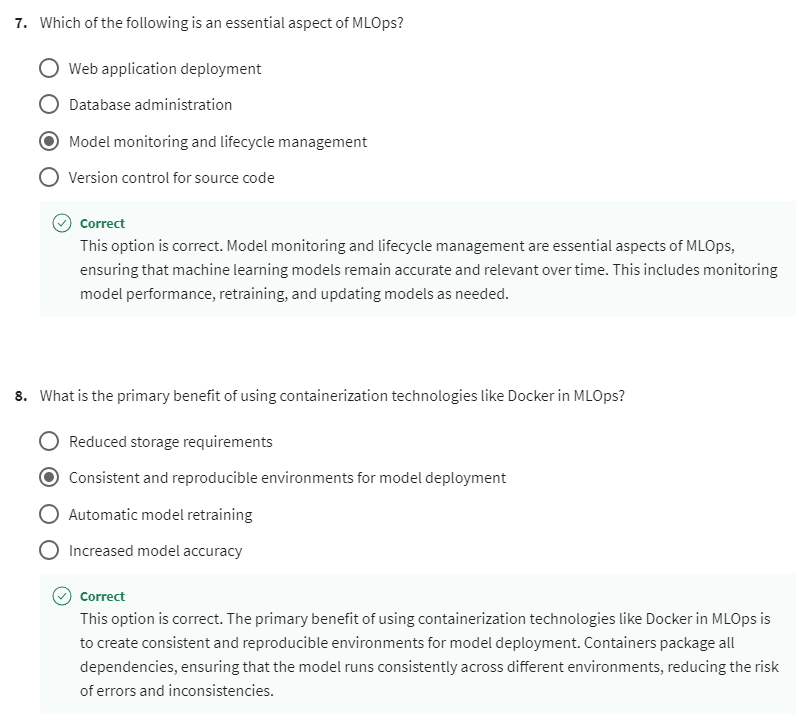 7. Which of the following is an essential aspect of MLOps?
Web application deployment
Database administration
Model monitoring and lifecycle management
Version control for source code
Correct
This option is correct. Model monitoring and lifecycle management are essential aspects of MLOps,
ensuring that machine learning models remain accurate and relevant over time. This includes monitoring
model performance, retraining, and updating models as needed.
8. What is the primary benefit of using containerization technologies like Docker in MLOps?
Reduced storage requirements
Consistent and reproducible environments for model deployment
Automatic model retraining
Increased model accuracy
Correct
This option is correct. The primary benefit of using containerization technologies like Docker in MLOps is
to create consistent and reproducible environments for model deployment. Containers package all
dependencies, ensuring that the model runs consistently across different environments, reducing the risk
of errors and inconsistencies.